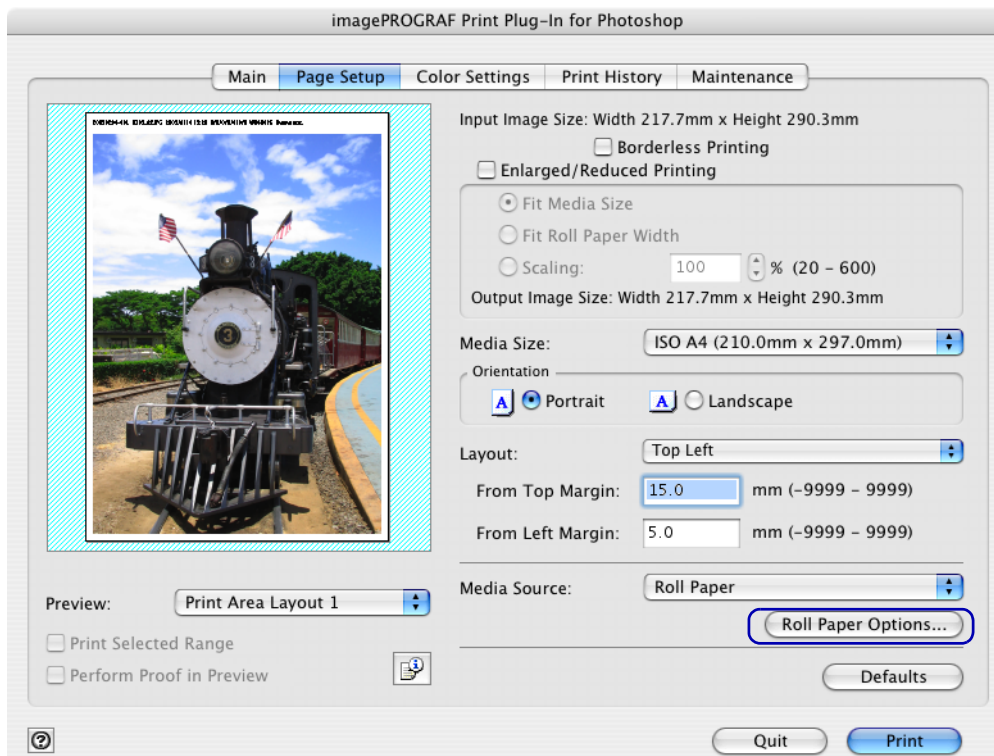 imagePROGRAF Print Plug-In for Photoshop
Main Page Setup Color Settings Print History Maintenance
Input Image Size: Width 217.7mm x Height 290.3mm
Borderless Printing
Enlarged/Reduced Printing
Fit Media Size
Fit Roll Paper Width
Scaling: 100 % (20 - 600)
Output Image Size: Width 217.7mm x Height 290.3mm
3
Media Size: ISO A4 (210.0mm x 297.0mm)
Orientation
A Portrait A Landscape
Layout: Top Left
From Top Margin: 15.0 mm (-9999 - 9999)
From Left Margin: 5.0 mm (-9999 - 9999)
Media Source: Roll Paper
Roll Paper Options...
Preview: Print Area Layout 1
Print Selected Range
Perform Proof in Preview
Defaults
Quit Print